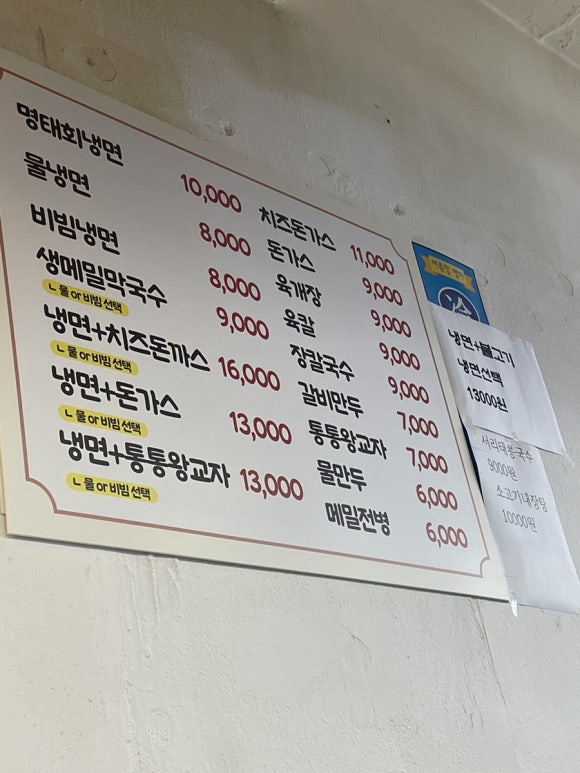 명태회냉면 10,000
물냉면 8,000
비빔냉면 8,000
생메밀막국수 9,000
ㄴ물 or 비빔 선택
냉면+치즈돈까스 16,000
ㄴ물 or 비빔 선택
냉면+돈가스 13,000
ㄴ물 or 비빔 선택
냉면+통통왕교자 13,000
ㄴ물 or 비빔 선택
치즈돈가스 11,000
돈가스 9,000
육개장 9,000
육칼 9,000
장칼국수 9,000
갈비만두 7,000
통통왕교자 7,000
물만두 6,000
메밀전병 6,000
여름철 별미
냉면+불고기
냉면선택
13000원
서리태콩국수
9000원
소고기내장탕
10000원